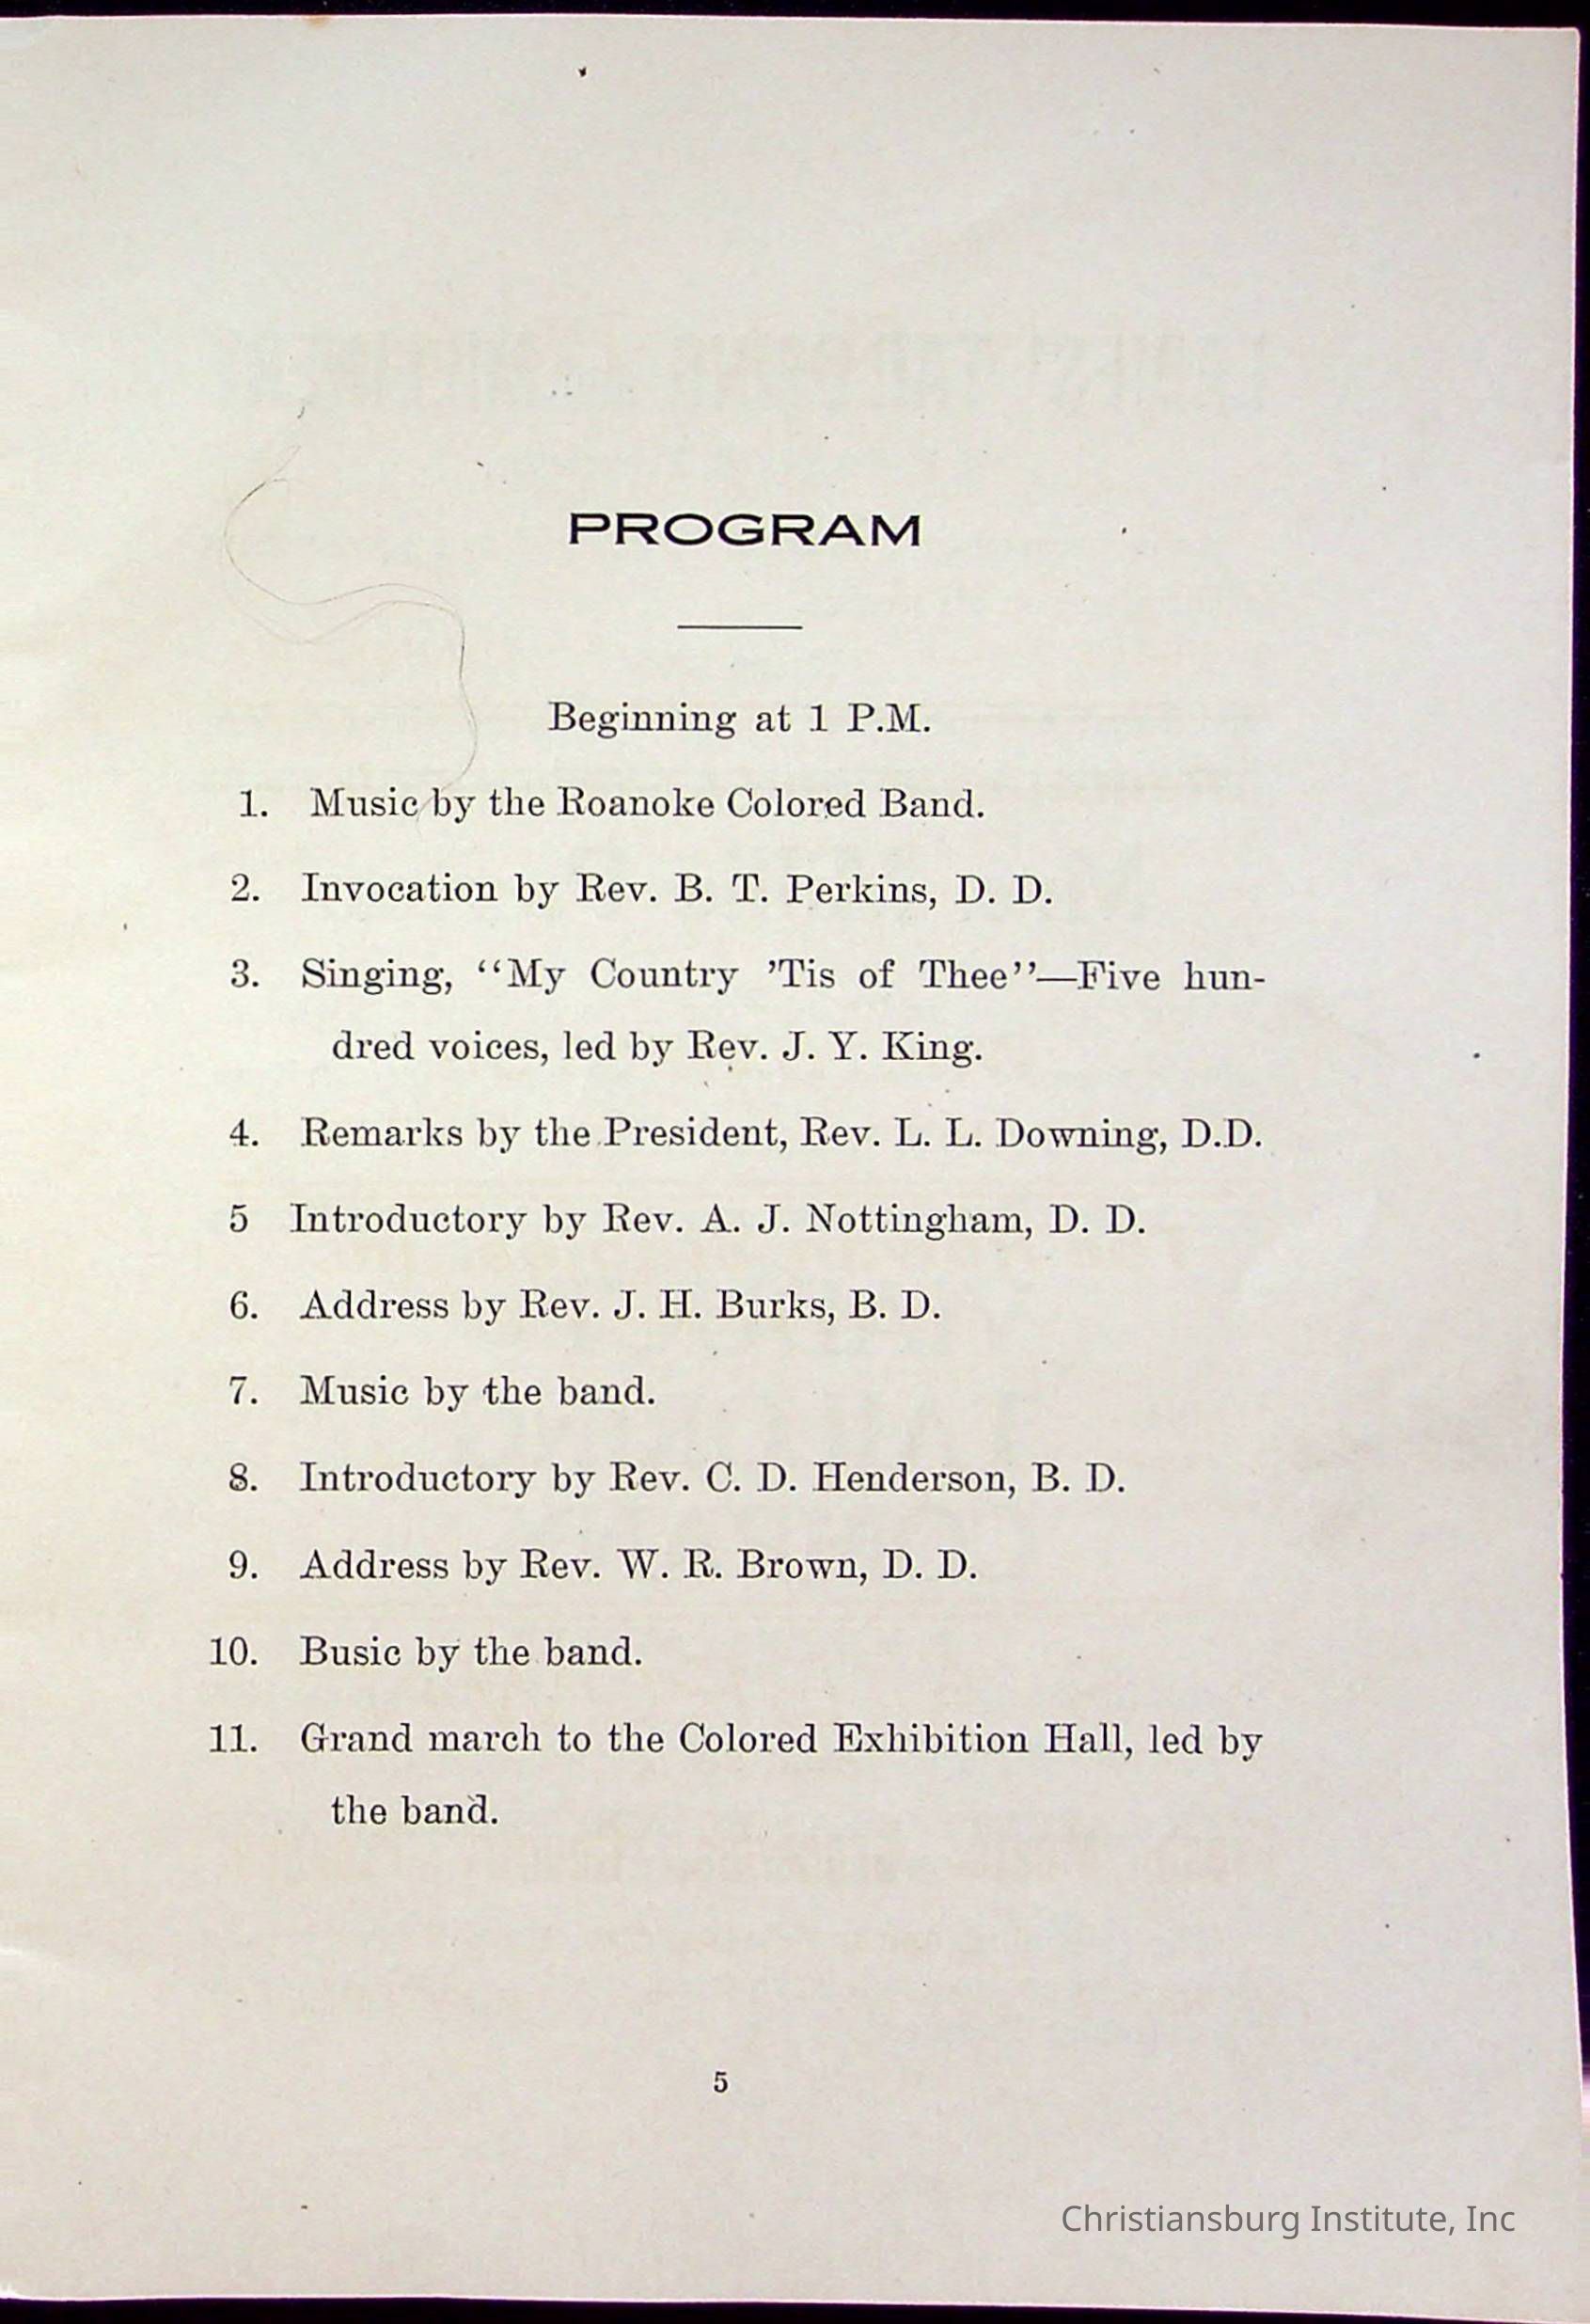 PROGRAM
Beginning at 1 P.M.
1. Music by the Roanoke Colored Band.
2. Invocation by Rev. B. T. Perkins, D. D.
3. Singing, “My Country ’Tis of Thee”—Five hun-
dred voices, led by Rev. J. Y. King.
4. Remarks by the President, Rev. L. L. Downing, D.D.
5 Introductory by Rev. A. J. Nottingham, D. D.
6. Address by Rev. J. H. Burks, B. D.
7. Music by the band.
8. Introductory by Rev. C. D. Henderson, B. D.
9. Address by Rev. W. R. Brown, D. D.
10. Busic by the band.
11. Grand march to the Colored Exhibition Hall, led by
the band.
5
Christiansburg Institute, Inc